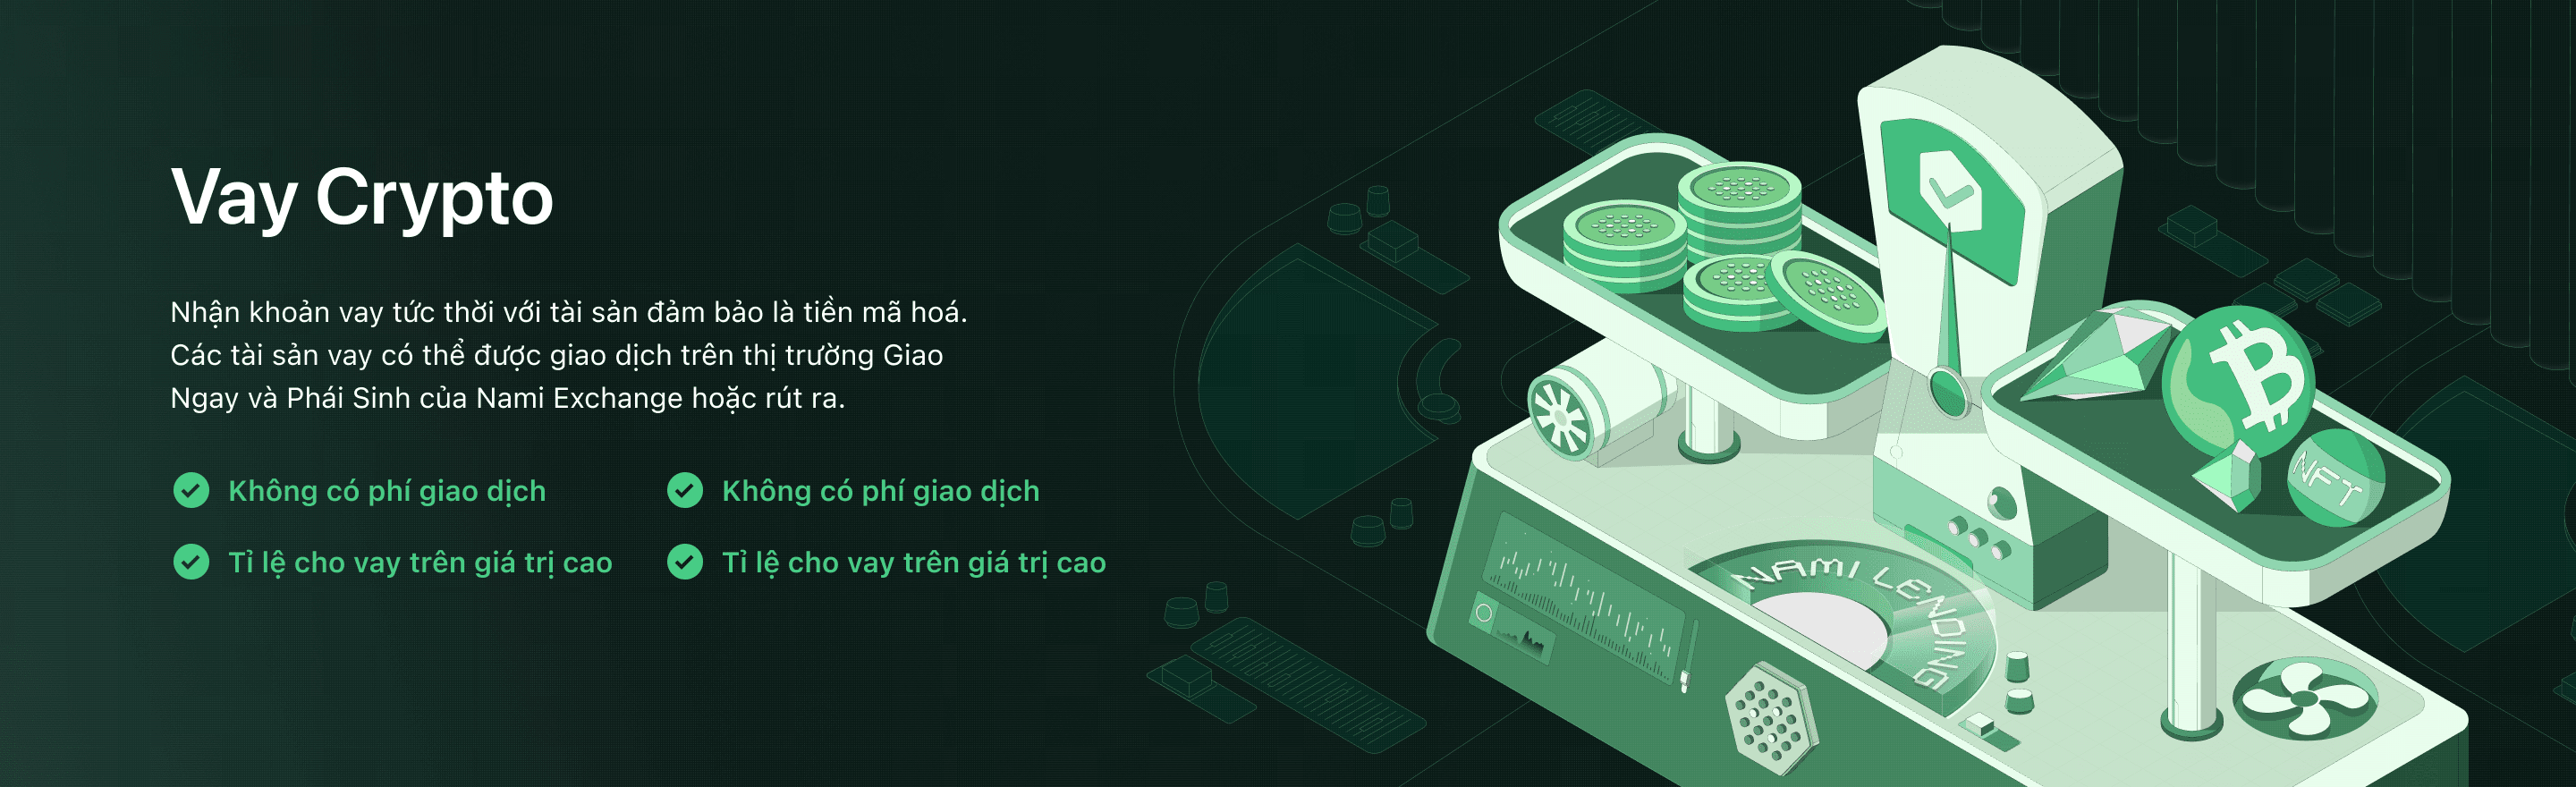 Vay Crypto
Nhận khoản vay tức thời với tài sản đảm bảo là tiền mã hoá.
Các tài sản vay có thể được giao dịch trên thị trường Giao
Ngay và Phái Sinh của Nami Exchange hoặc rút ra.
Không có phí giao dịch
Không có phí giao dịch
Tỉ lệ cho vay trên giá trị cao
Tỉ lệ cho vay trên giá trị cao
NFT
NAMI LENDING